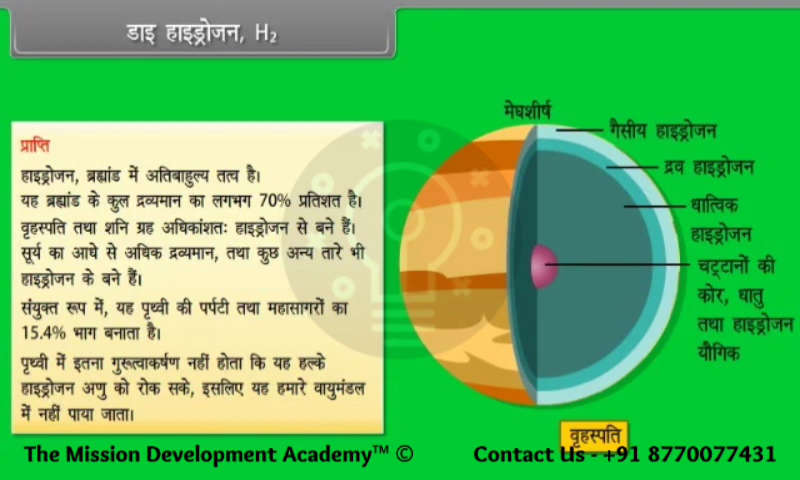 डाइ हाइड्रोजन, H₂
प्राप्ति
हाइड्रोजन, ब्रह्मांड में अतिबाहुल्य तत्व है।
यह ब्रह्मांड के कुल द्रव्यमान का लगभग 70% प्रतिशत है।
वृहस्पति तथा शनि ग्रह अधिकांशतः हाइड्रोजन से बने हैं।
सूर्य का आधे से अधिक द्रव्यमान, तथा कुछ अन्य तारे भी
हाइड्रोजन के बने हैं।
संयुक्त रूप में, यह पृथ्वी की पर्पटी तथा महासागरों का
15.4% भाग बनाता है।
पृथ्वी में इतना गुरूत्वाकर्षण नहीं होता कि यह हल्के
हाइड्रोजन अणु को रोक सके, इसलिए यह हमारे वायुमंडल
में नहीं पाया जाता।
मेघशीर्ष
गैसीय हाइड्रोजन
द्रव हाइड्रोजन
धात्विक
हाइड्रोजन
चट्टानों की
कोर, धातु
तथा हाइड्रोजन
यौगिक
वृहस्पति
The Mission Development Academy™ ©
Contact Us - +91 8770077431